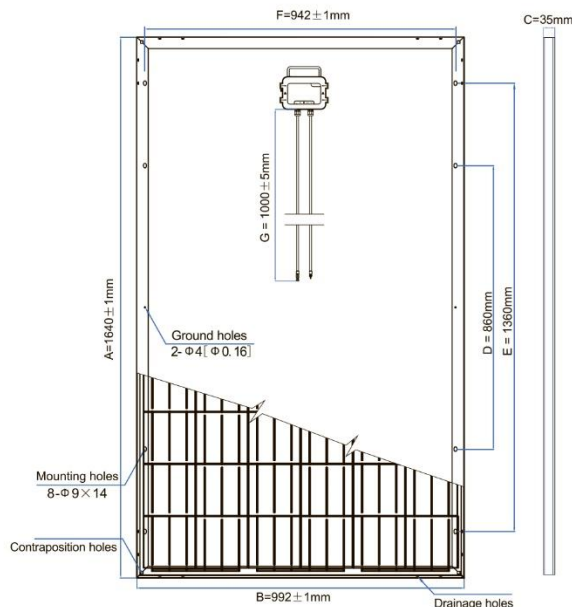 F=942±1mm
C=35mm
G = 1000±5mm
A=1640±1mm
D = 860mm
E = 1360mm
Ground holes
2-Φ4[Φ0.16]
Mounting holes
8-Φ9×14
Contraposition holes
B=992±1mm
Drainage holes